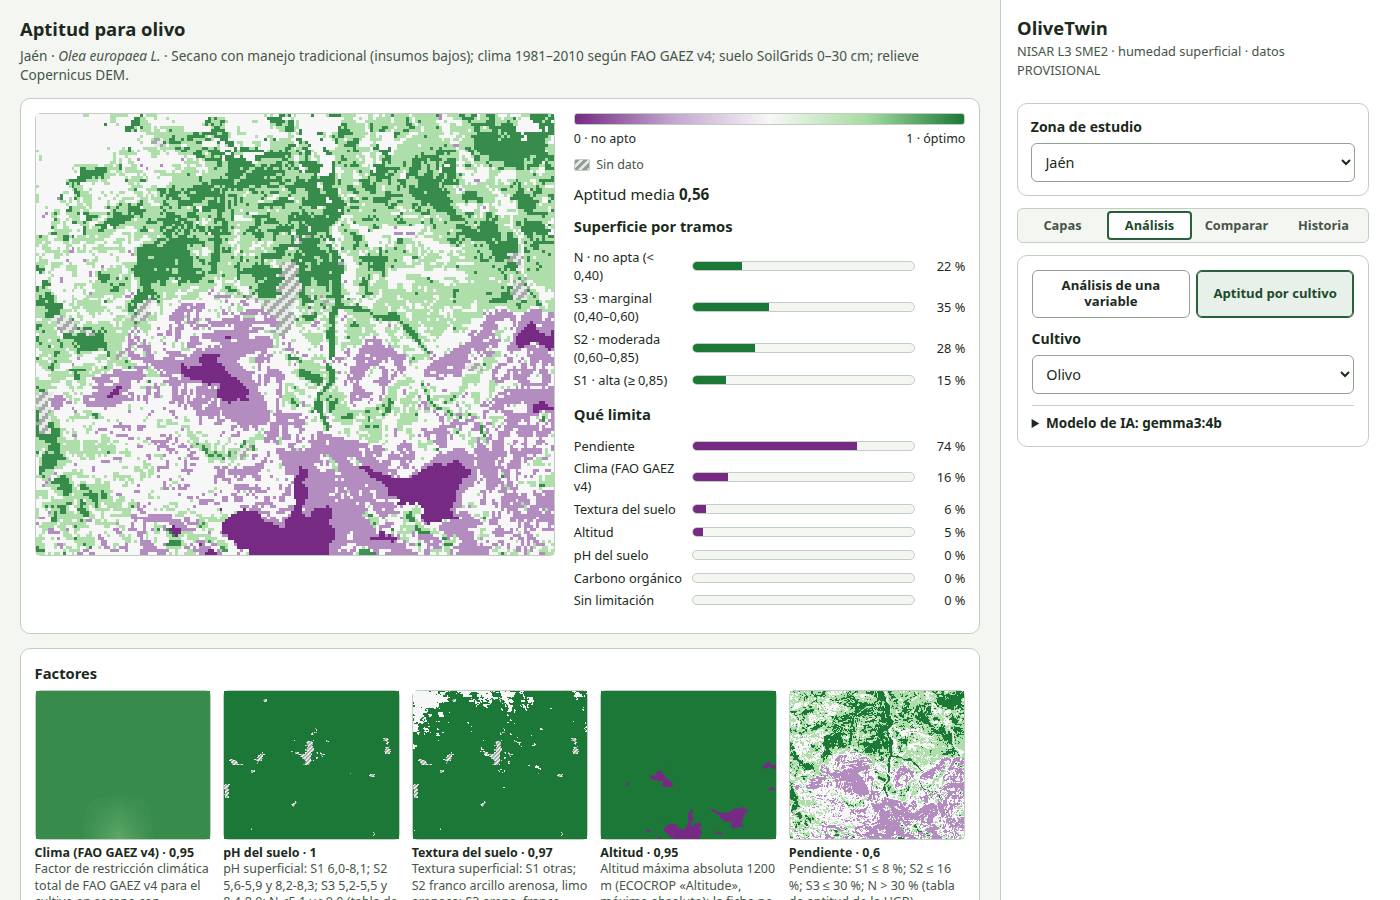 Aptitud para olivo
Jaén · Olea europaea L. · Secano con manejo tradicional (insumos bajos); clima 1981–2010 según FAO GAEZ v4; suelo SoilGrids 0–30 cm; relieve
Copernicus DEM.
0 · no apto
1 · óptimo
Sin dato
Aptitud media 0,56
Superficie por tramos
N · no apta (<
0,40)
22 %
S3 · marginal
(0,40–0,60)
35 %
S2 · moderada
(0,60–0,85)
28 %
S1 · alta (≥ 0,85)
15 %
Qué limita
Pendiente
74 %
Clima (FAO GAEZ
v4)
16 %
Textura del suelo
6 %
Altitud
5 %
pH del suelo
0 %
Carbono orgánico
0 %
Sin limitación
0 %
Factores
Clima (FAO GAEZ v4) · 0,95
Factor de restricción climática
total de FAO GAEZ v4 para el
pH del suelo · 1
pH superficial: S1 6,0-8,1; S2
5,6-5,9 y 8,2-8,3; S3 5,2-5,5 y
Textura del suelo · 0,97
Textura superficial: S1 otras;
S2 franco arcillo arenosa, limo
Altitud · 0,95
Altitud máxima absoluta 1200
m (ECOCROP «Altitude»,
Pendiente · 0,6
Pendiente: S1 ≤ 8 %; S2 ≤ 16
%; S3 ≤ 30 %; N > 30 % (tabla
OliveTwin
NISAR L3 SME2 · humedad superficial · datos
PROVISIONAL
Zona de estudio
Jaén
Capas
Análisis
Comparar
Historia
Análisis de una
variable
Aptitud por cultivo
Cultivo
Olivo
Modelo de IA: gemma3:4b